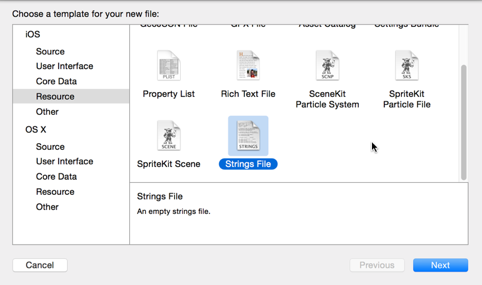 Choose a template for your new file:
iOS
Source
User Interface
Core Data
Resource
Other
OS X
Source
User Interface
Core Data
Resource
Other
GeoJSON File
GPX File
Asset Catalog
Settings Bundle
PLIST
RTF
SCNP
SKS
Property List
Rich Text File
SceneKit
Particle System
SpriteKit
Particle File
SCENE
STRINGS
SpriteKit Scene
Strings File
Strings File
An empty strings file.
Cancel
Previous
Next